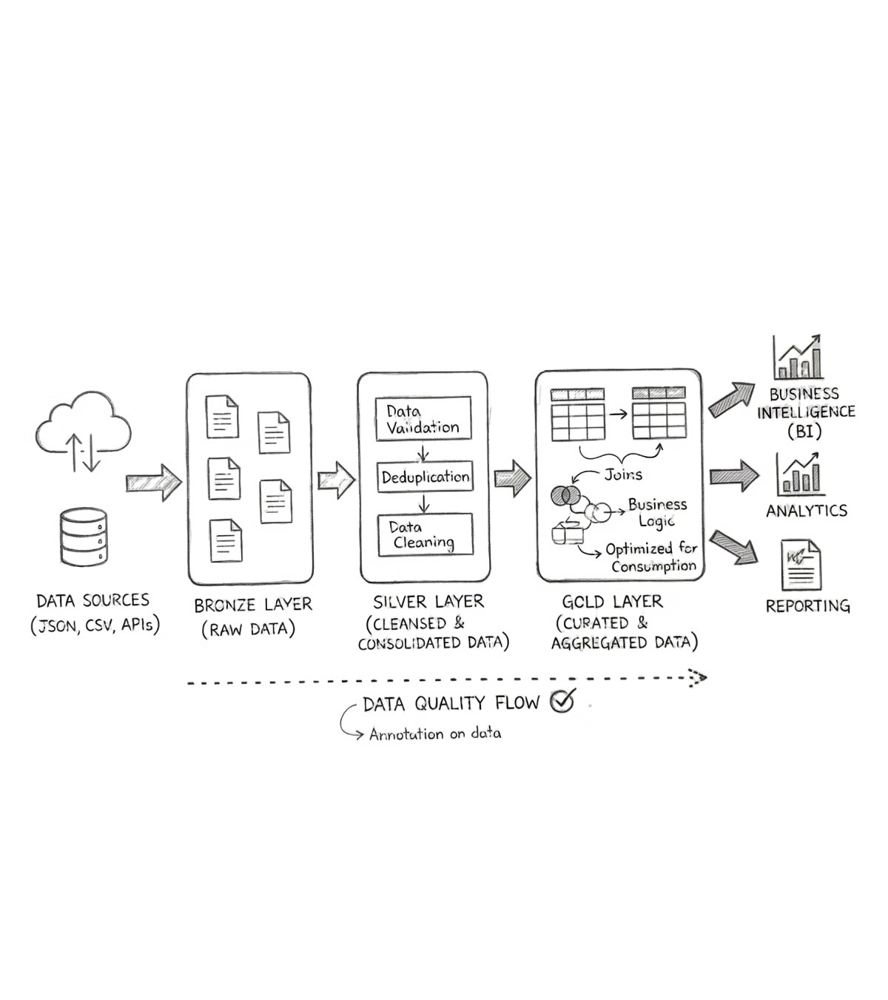 DATA SOURCES
(JSON, CSV, APIs)
BRONZE LAYER
(RAW DATA)
Data
Validation
Deduplication
Data
Cleaning
SILVER LAYER
(CLEANSED &
CONSOLIDATED DATA)
Joins
Business
Logic
Optimized for
Consumption
GOLD LAYER
(CURATED &
AGGREGATED DATA)
BUSINESS
INTELLIGENCE
(BI)
ANALYTICS
REPORTING
DATA QUALITY FLOW
Annotation on data